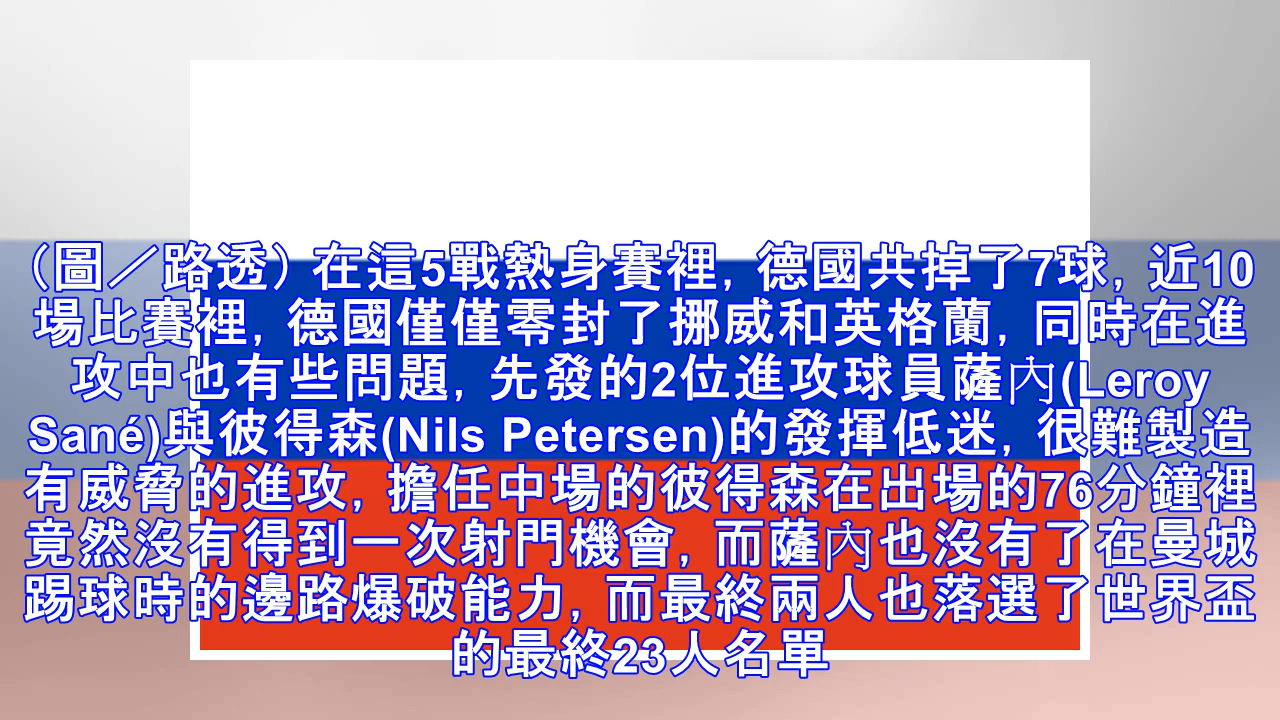 (圖／路透) 在這5戰熱身賽裡, 德國共掉了7球, 近10
場比賽裡, 德國僅僅零封了挪威和英格蘭, 同時在進
攻中也有些問題, 先發的2位進攻球員薩內(Leroy
Sané)與彼得森(Nils Petersen)的發揮低迷, 很難製造
有威脅的進攻, 擔任中場的彼得森在出場的76分鐘裡
竟然沒有得到一次射門機會, 而薩內也沒有了在曼城
踢球時的邊路爆破能力, 而最終兩人也落選了世界盃
的最終23人名單